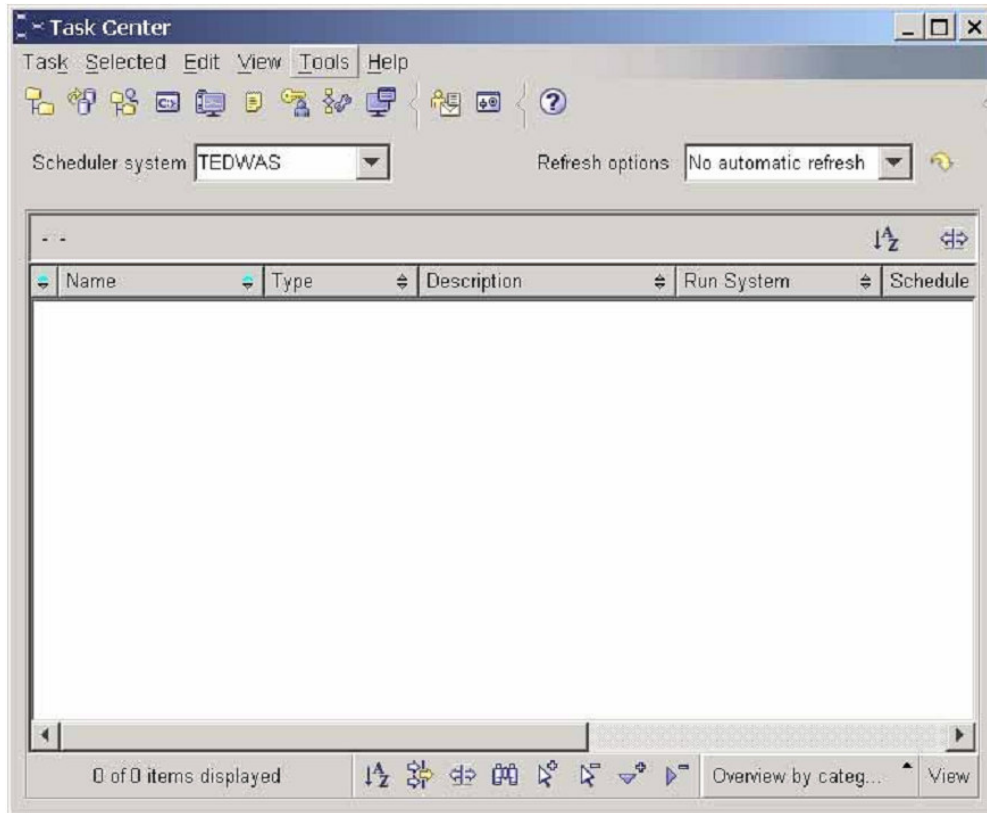 Task Center
Task Selected Edit View Tools Help
Scheduler system TEDWAS Refresh options No automatic refresh
- -
Name Type Description Run System Schedule
0 of 0 items displayed Overview by categ... View